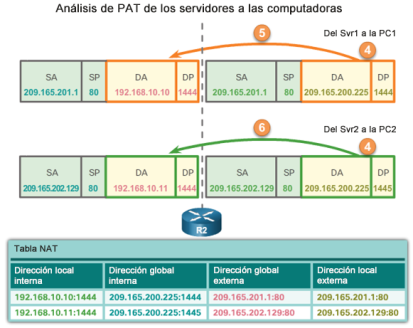 Análisis de PAT de los servidores a las computadoras
5
Del Svr1 a la PC1
4
SA SP DA DP SA SP DA DP
209.165.201.1 80 192.168.10.10 1444 209.165.201.1 80 209.165.200.225 1444
6
Del Svr2 a la PC2
4
SA SP DA DP SA SP DA DP
209.165.202.129 80 192.168.10.11 1444 209.165.202.129 80 209.165.200.225 1445
R2
Tabla NAT
Dirección local interna Dirección global interna Dirección global externa Dirección local externa
192.168.10.10:1444 209.165.200.225:1444 209.165.201.1:80 209.165.201.1:80
192.168.10.11:1444 209.165.200.225:1445 209.165.202.129:80 209.165.202.129:80